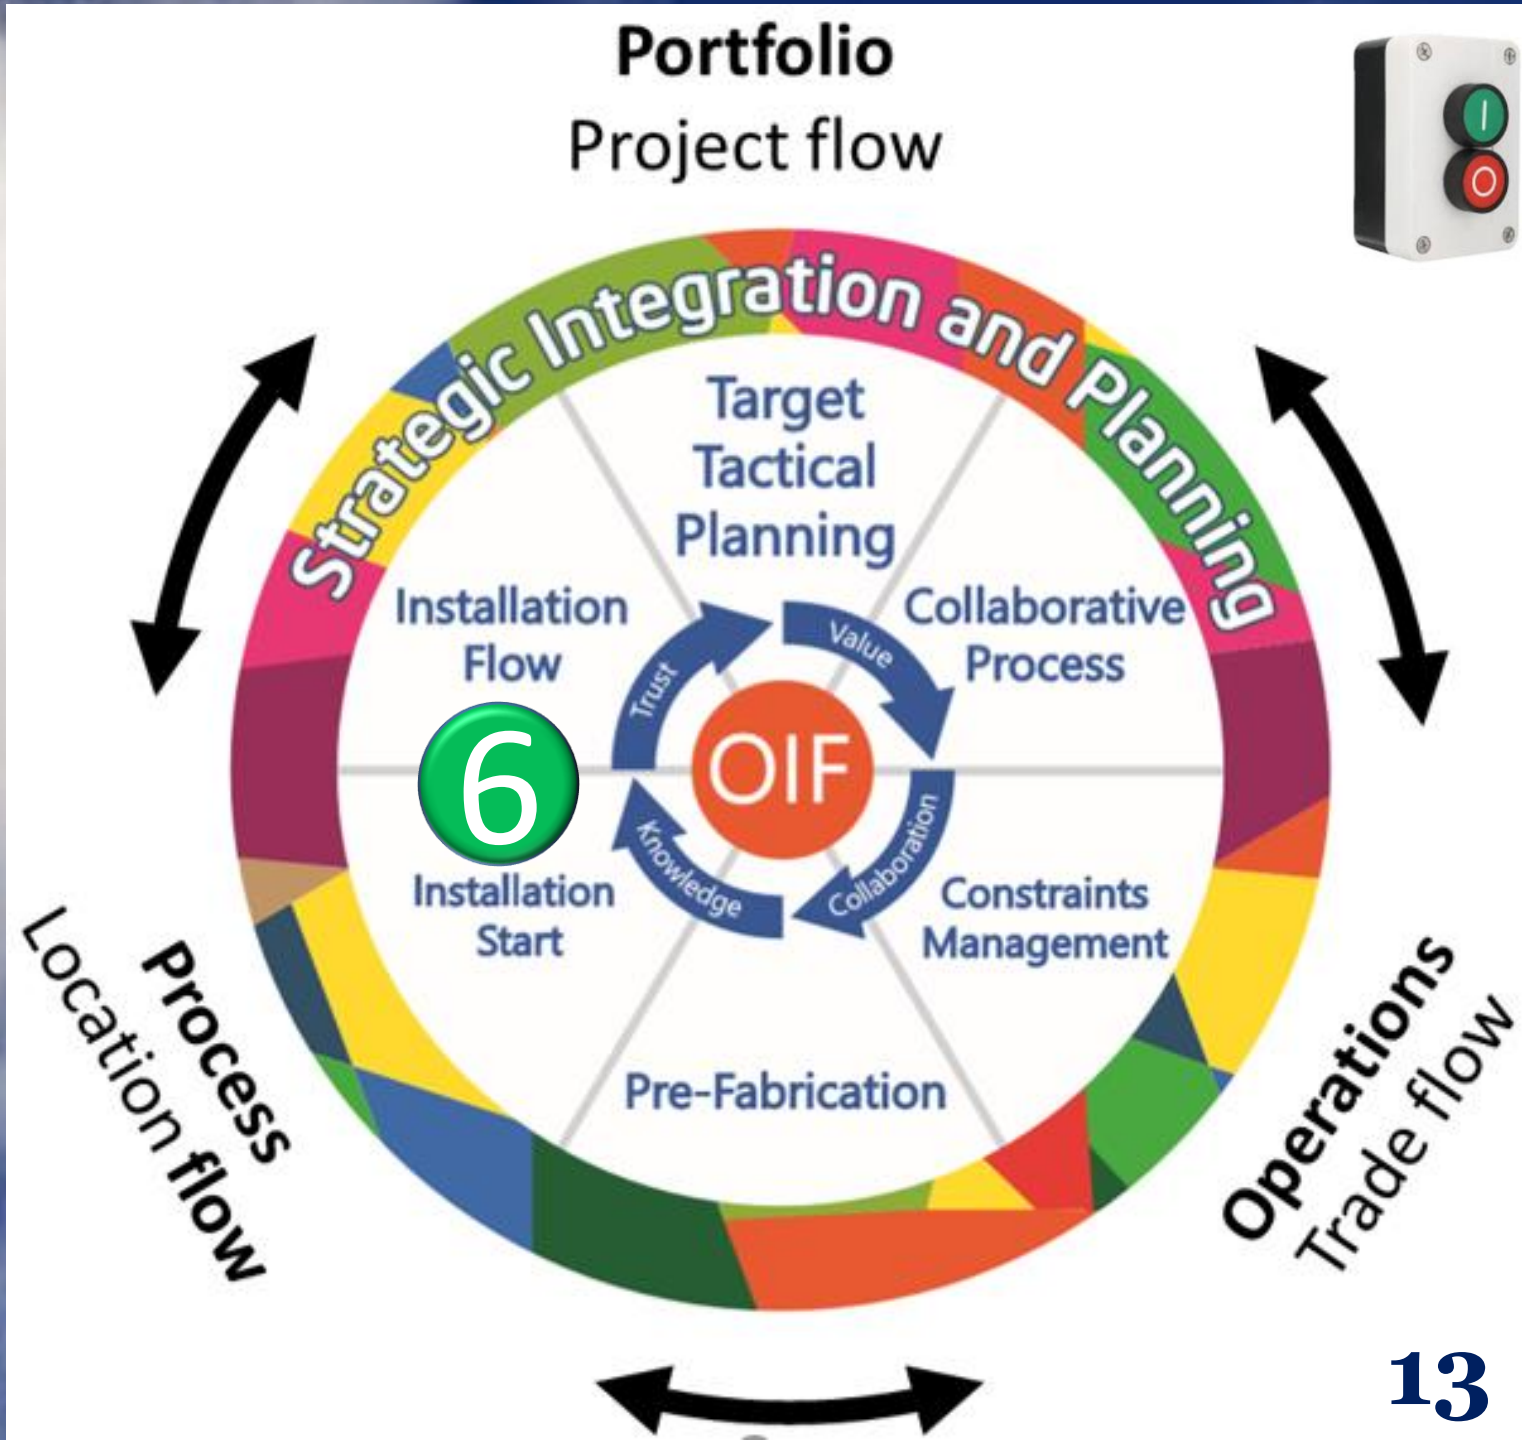 Portfolio
Project flow
Strategic Integration and Planning
Target
Tactical
Planning
Installation
Flow
Collaborative
Process
Trust
Value
OIF
6
Knowledge
Collaboration
Installation
Start
Constraints
Management
Pre-Fabrication
Process
Location flow
Operations
Trade flow
13